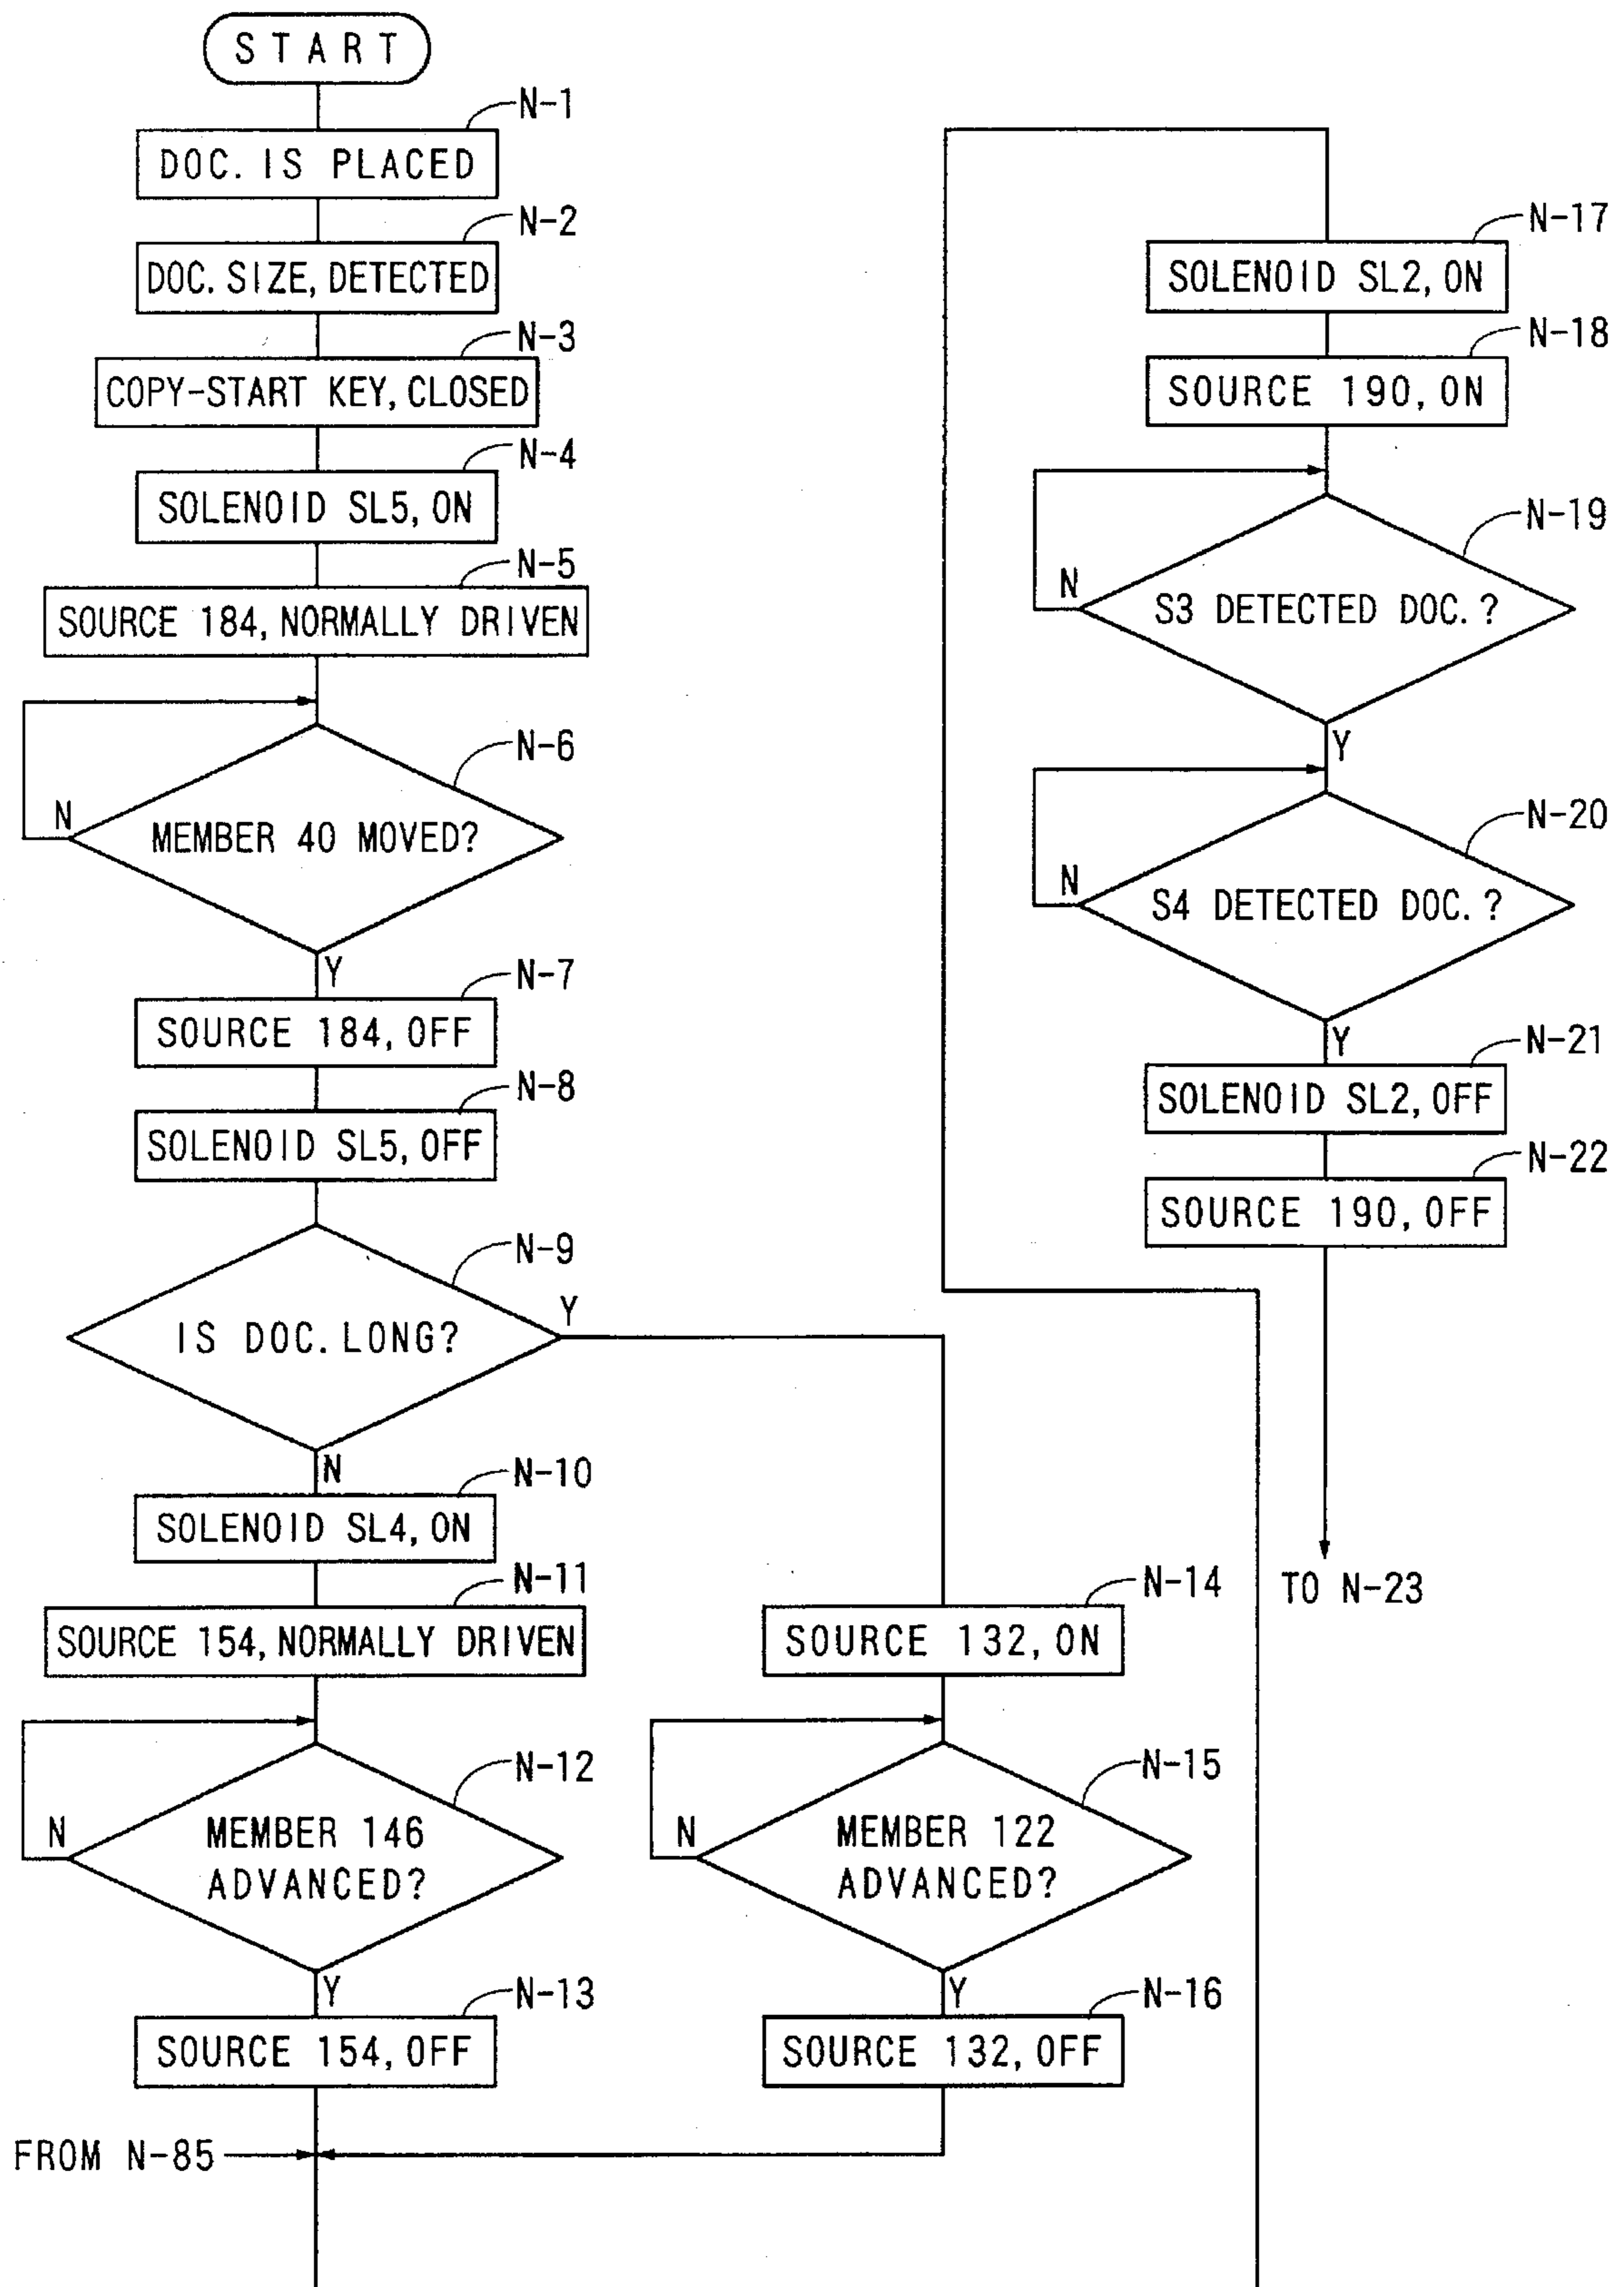 START
N-1
DOC. IS PLACED
N-2
DOC. SIZE, DETECTED
N-3
COPY-START KEY, CLOSED
N-4
SOLENOID SL5, ON
N-5
SOURCE 184, NORMALLY DRIVEN
N-6
N
MEMBER 40 MOVED?
Y
N-7
SOURCE 184, OFF
N-8
SOLENOID SL5, OFF
N-9
Y
IS DOC. LONG?
N
N-10
SOLENOID SL4, ON
N-11
SOURCE 154, NORMALLY DRIVEN
N-12
N
MEMBER 146
ADVANCED?
Y
N-13
SOURCE 154, OFF
FROM N-85
N-14
SOURCE 132, ON
N-15
N
MEMBER 122
ADVANCED?
Y
N-16
SOURCE 132, OFF
N-17
SOLENOID SL2, ON
N-18
SOURCE 190, ON
N-19
N
S3 DETECTED DOC. ?
Y
N-20
N
S4 DETECTED DOC. ?
Y
N-21
SOLENOID SL2, OFF
N-22
SOURCE 190, OFF
TO N-23